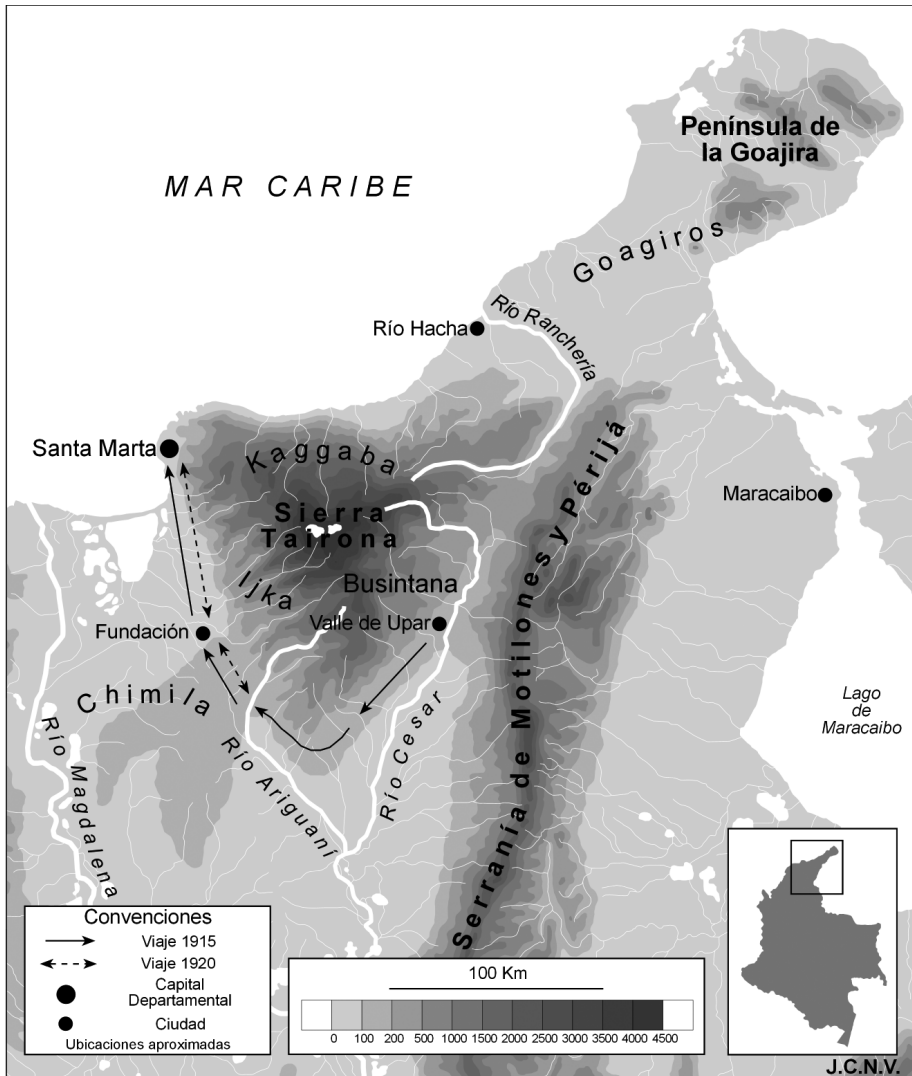 Península de
la Goajira
MAR CARIBE
Goagiros
Río Ranchería
Río Hacha
Santa Marta
Kaggaba
Maracaibo
Sierra
Tairona
Ijka
Busintana
Fundación
Valle de Upar
Serranía de Motilones y Périjá
Chimila
Lago
de
Maracaibo
Río Magdalena
Río Ariguaní
Río Cesar
Convenciones
Viaje 1915
Viaje 1920
Capital
Departamental
Ciudad
Ubicaciones aproximadas
100 Km
0 100 200 500 1000 1500 2000 2500 3000 3500 4000 4500
J.C.N.V.